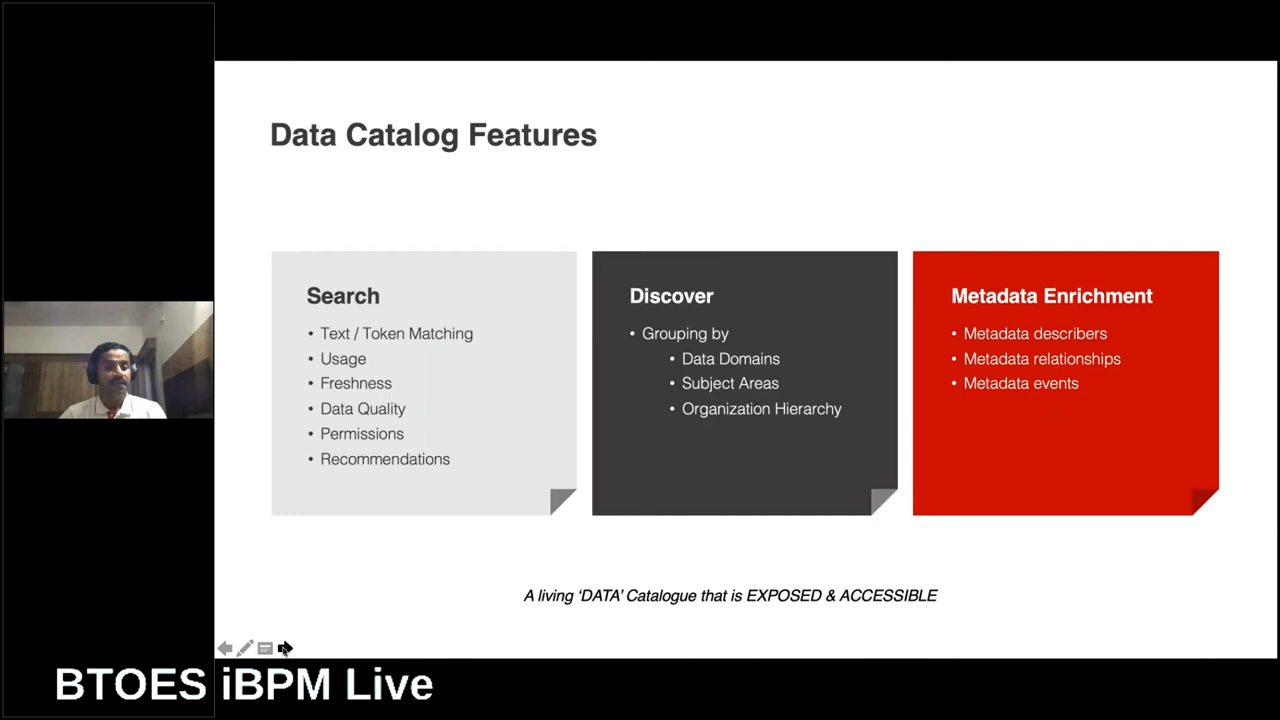 Data Catalog Features
Search
• Text / Token Matching
• Usage
• Freshness
• Data Quality
• Permissions
• Recommendations
Discover
• Grouping by
• Data Domains
• Subject Areas
• Organization Hierarchy
Metadata Enrichment
• Metadata describers
• Metadata relationships
• Metadata events
A living ‘DATA’ Catalogue that is EXPOSED & ACCESSIBLE
BTOES iBPM Live